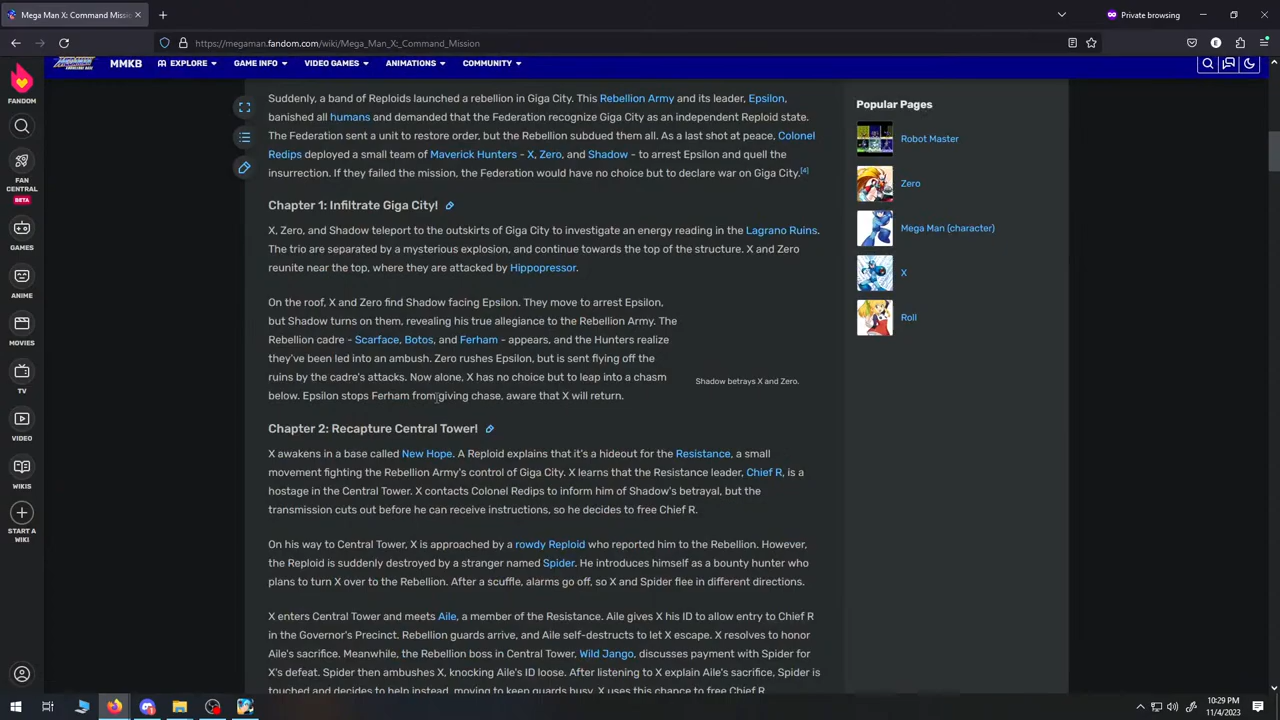 Mega Man X: Command Missi
Private browsing
https://megaman.fandom.com/wiki/Mega_Man_X:_Command_Mission
MMKB
EXPLORE
GAME INFO
VIDEO GAMES
ANIMATIONS
COMMUNITY
FANDOM
FAN
CENTRAL
BETA
GAMES
ANIME
MOVIES
TV
VIDEO
WIKIS
START A
WIKI
Suddenly, a band of Reploids launched a rebellion in Giga City. This Rebellion Army and its leader, Epsilon,
banished all humans and demanded that the Federation recognize Giga City as an independent Reploid state.
The Federation sent a unit to restore order, but the Rebellion subdued them all. As a last shot at peace, Colonel
Redips deployed a small team of Maverick Hunters - X, Zero, and Shadow - to arrest Epsilon and quell the
insurrection. If they failed the mission, the Federation would have no choice but to declare war on Giga City.[4]
Chapter 1: Infiltrate Giga City!
X, Zero, and Shadow teleport to the outskirts of Giga City to investigate an energy reading in the Lagrano Ruins.
The trio are separated by a mysterious explosion, and continue towards the top of the structure. X and Zero
reunite near the top, where they are attacked by Hippopressor.
On the roof, X and Zero find Shadow facing Epsilon. They move to arrest Epsilon,
but Shadow turns on them, revealing his true allegiance to the Rebellion Army. The
Rebellion cadre - Scarface, Botos, and Ferham - appears, and the Hunters realize
they've been led into an ambush. Zero rushes Epsilon, but is sent flying off the
ruins by the cadre's attacks. Now alone, X has no choice but to leap into a chasm
below. Epsilon stops Ferham from giving chase, aware that X will return.
Shadow betrays X and Zero.
Chapter 2: Recapture Central Tower!
X awakens in a base called New Hope. A Reploid explains that it's a hideout for the Resistance, a small
movement fighting the Rebellion Army's control of Giga City. X learns that the Resistance leader, Chief R, is a
hostage in the Central Tower. X contacts Colonel Redips to inform him of Shadow's betrayal, but the
transmission cuts out before he can receive instructions, so he decides to free Chief R.
On his way to Central Tower, X is approached by a rowdy Reploid who reported him to the Rebellion. However,
the Reploid is suddenly destroyed by a stranger named Spider. He introduces himself as a bounty hunter who
plans to turn X over to the Rebellion. After a scuffle, alarms go off, so X and Spider flee in different directions.
X enters Central Tower and meets Aile, a member of the Resistance. Aile gives X his ID to allow entry to Chief R
in the Governor's Precinct. Rebellion guards arrive, and Aile self-destructs to let X escape. X resolves to honor
Aile's sacrifice. Meanwhile, the Rebellion boss in Central Tower, Wild Jango, discusses payment with Spider for
X's defeat. Spider then ambushes X, knocking Aile's ID loose. After listening to X explain Aile's sacrifice, Spider is
touched and decides to help instead, moving to keep guards busy. X uses this chance to free Chief R.
Popular Pages
Robot Master
Zero
Mega Man (character)
X
Roll
10:29 PM
11/4/2023